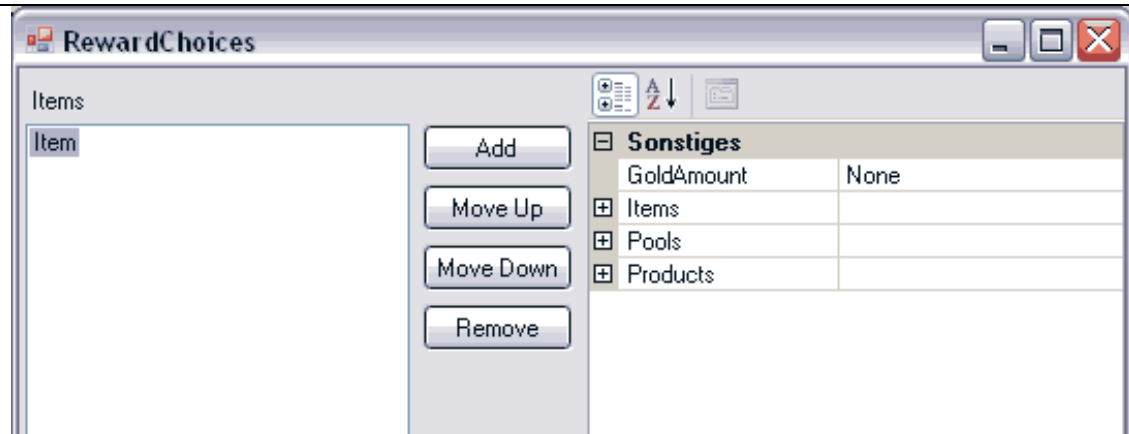 RewardChoices
Items
Item
Add
Move Up
Move Down
Remove
Sonstiges
GoldAmount None
Items
Pools
Products